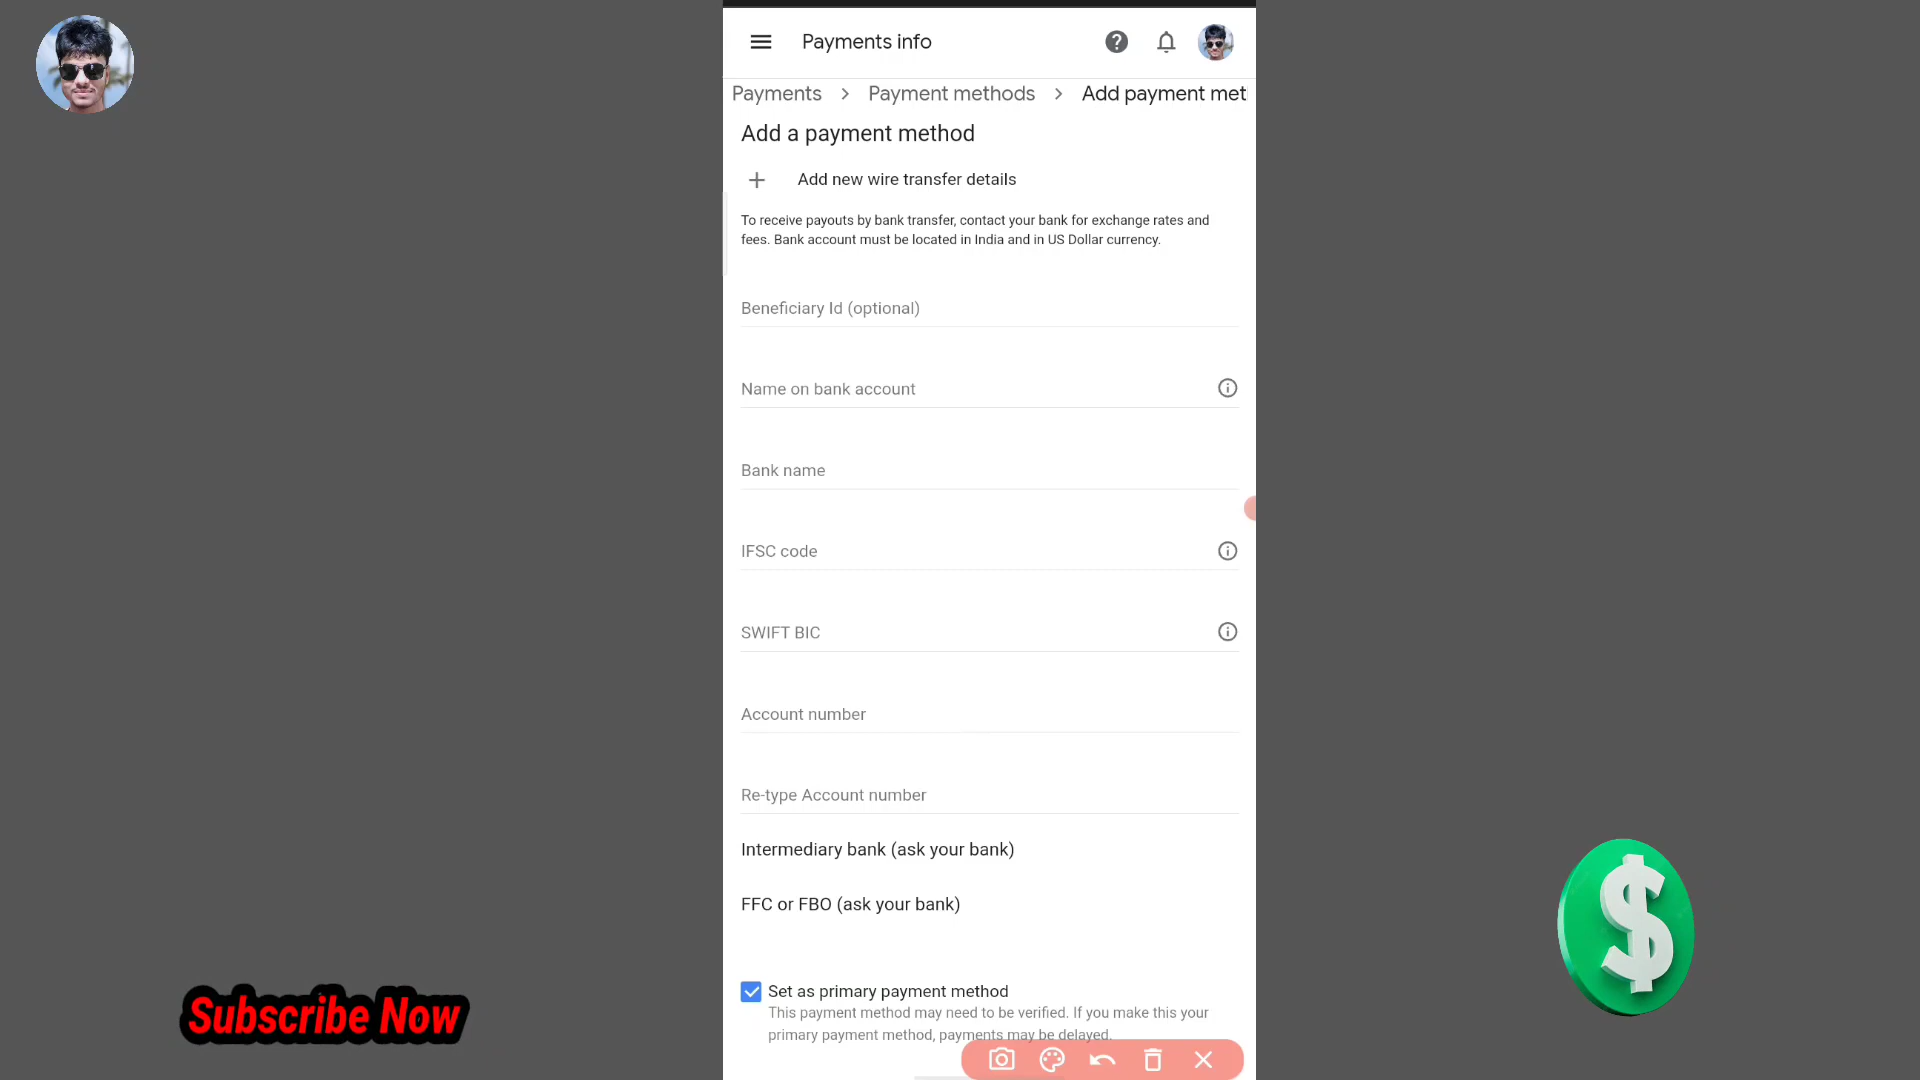 Payments info
Payments > Payment methods > Add payment met
Add a payment method
+ Add new wire transfer details
To receive payouts by bank transfer, contact your bank for exchange rates and
fees. Bank account must be located in India and in US Dollar currency.
Beneficiary Id (optional)
Name on bank account
Bank name
IFSC code
SWIFT BIC
Account number
Re-type Account number
Intermediary bank (ask your bank)
FFC or FBO (ask your bank)
Set as primary payment method
This payment method may need to be verified. If you make this your
primary payment method, payments may be delayed.
Subscribe Now
$